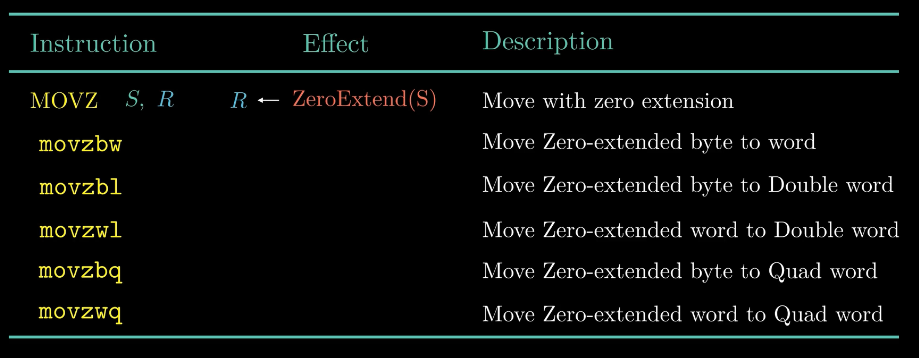 Instruction Effect Description
MOVZ S, R R ← ZeroExtend(S) Move with zero extension
movzbw Move Zero-extended byte to word
movzbl Move Zero-extended byte to Double word
movzwl Move Zero-extended word to Double word
movzbq Move Zero-extended byte to Quad word
movzwq Move Zero-extended word to Quad word